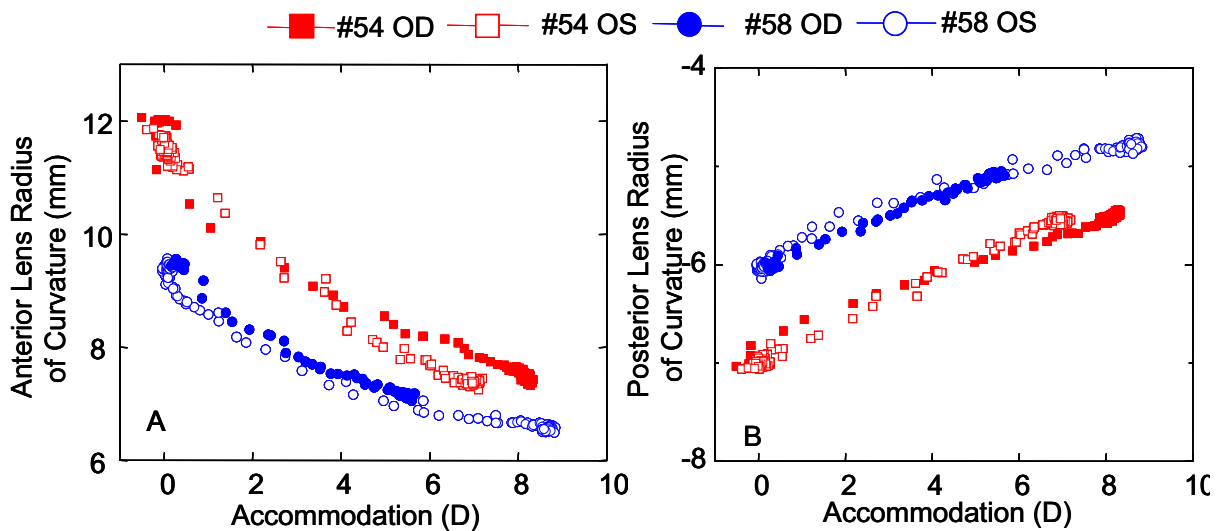 #54 OD #54 OS #58 OD #58 OS
Anterior Lens Radius
of Curvature (mm)
12
10
8
6
A
0 2 4 6 8 10
Accommodation (D)
Posterior Lens Radius
of Curvature (mm)
-4
-6
-8
B
0 2 4 6 8 10
Accommodation (D)